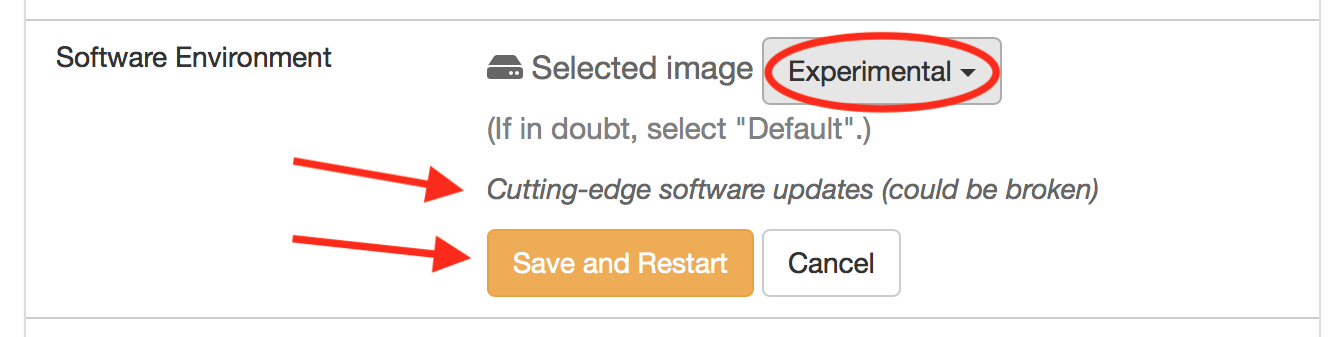 Software Environment
Selected image Experimental
(If in doubt, select "Default".)
Cutting-edge software updates (could be broken)
Save and Restart Cancel